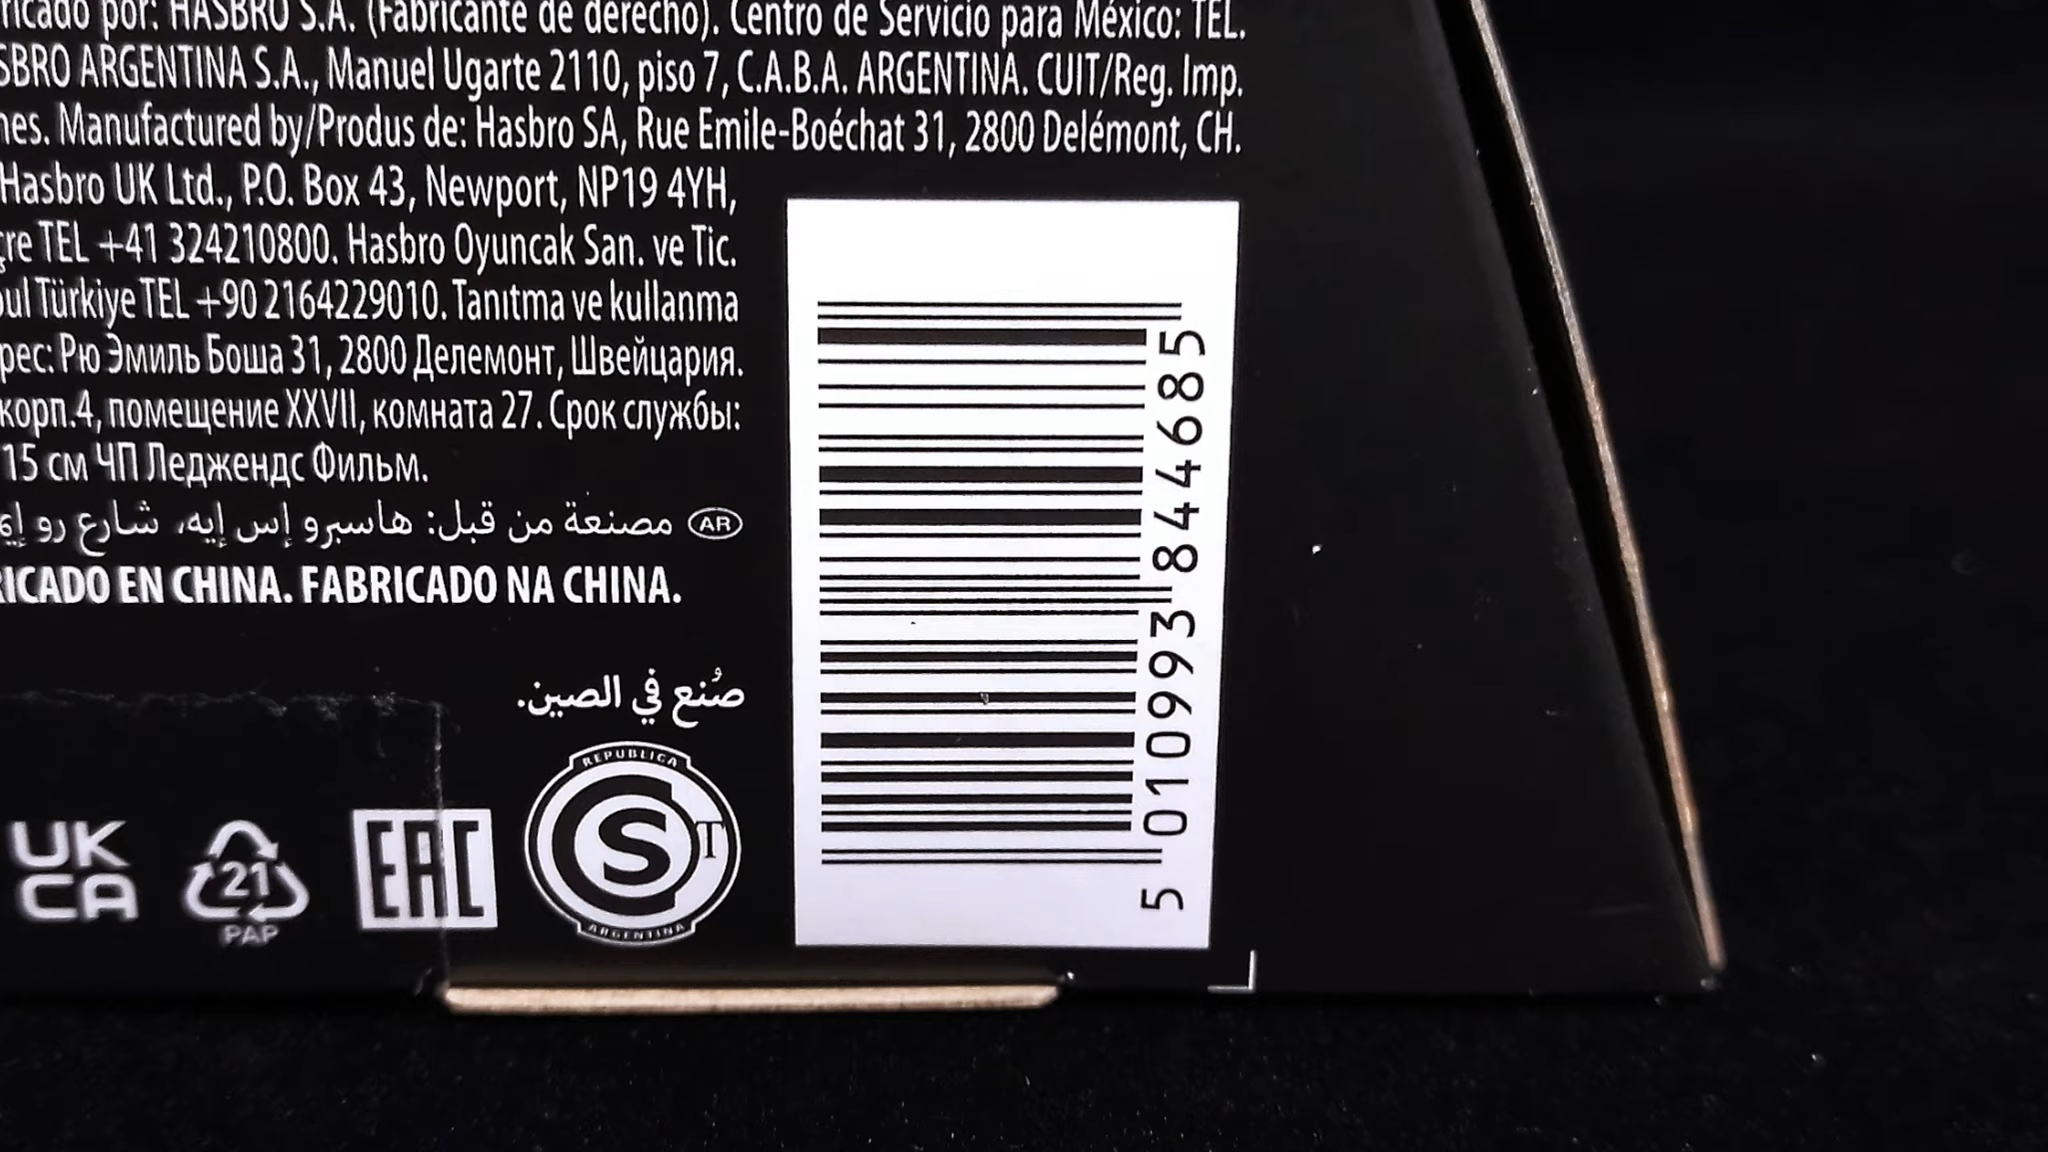 ricado por: HASBRO S.A. (Fabricante de derecho). Centro de Servicio para México: TEL.
SBRO ARGENTINA S.A., Manuel Ugarte 2110, piso 7, C.A.B.A. ARGENTINA. CUIT/Reg. Imp.
nes. Manufactured by/Produs de: Hasbro SA, Rue Emile-Boéchat 31, 2800 Delémont, CH.
Hasbro UK Ltd., P.O. Box 43, Newport, NP19 4YH,
çre TEL +41 324210800. Hasbro Oyuncak San. ve Tic.
bul Türkiye TEL +90 2164229010. Tanıtma ve kullanma
рес: Рю Эмиль Боша 31, 2800 Делемонт, Швейцария.
корп.4, помещение XXVII, комната 27. Срок службы:
15 см ЧП Леджендс Фильм.
AR مصنعة من قبل: هاسبرو إس إيه، شارع رو
RICADO EN CHINA. FABRICADO NA CHINA.
صُنع في الصين.
UK
CA
21
PAP
EAC
REPUBLICA
S T
ARGENTINA
5 010993 844685